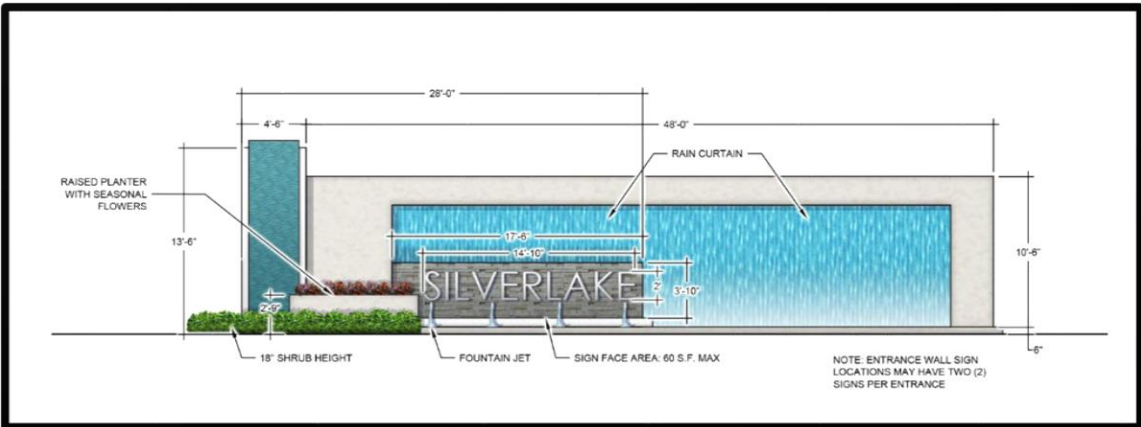 28'-0"
4'-6"
48'-0"
RAIN CURTAIN
RAISED PLANTER
WITH SEASONAL
FLOWERS
17'-6"
13'-6"
14'-10"
10'-6"
SILVERLAKE
2'
3'-10"
2'-9"
6"
18" SHRUB HEIGHT
FOUNTAIN JET
SIGN FACE AREA: 60 S.F. MAX
NOTE: ENTRANCE WALL SIGN
LOCATIONS MAY HAVE TWO (2)
SIGNS PER ENTRANCE